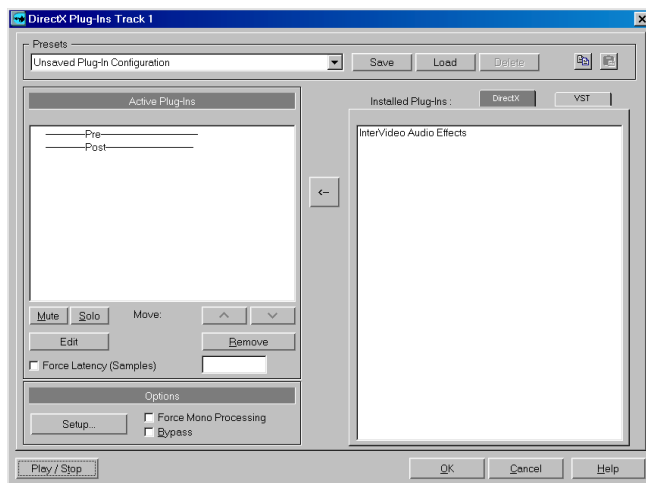 DirectX Plug-Ins Track 1
Presets
Unsaved Plug-In Configuration
Save
Load
Delete
Active Plug-Ins
Pre
Post
Mute
Solo
Move:
Edit
Remove
Force Latency (Samples)
Options
Setup...
Force Mono Processing
Bypass
Installed Plug-Ins :
DirectX
VST
InterVideo Audio Effects
Play / Stop
OK
Cancel
Help